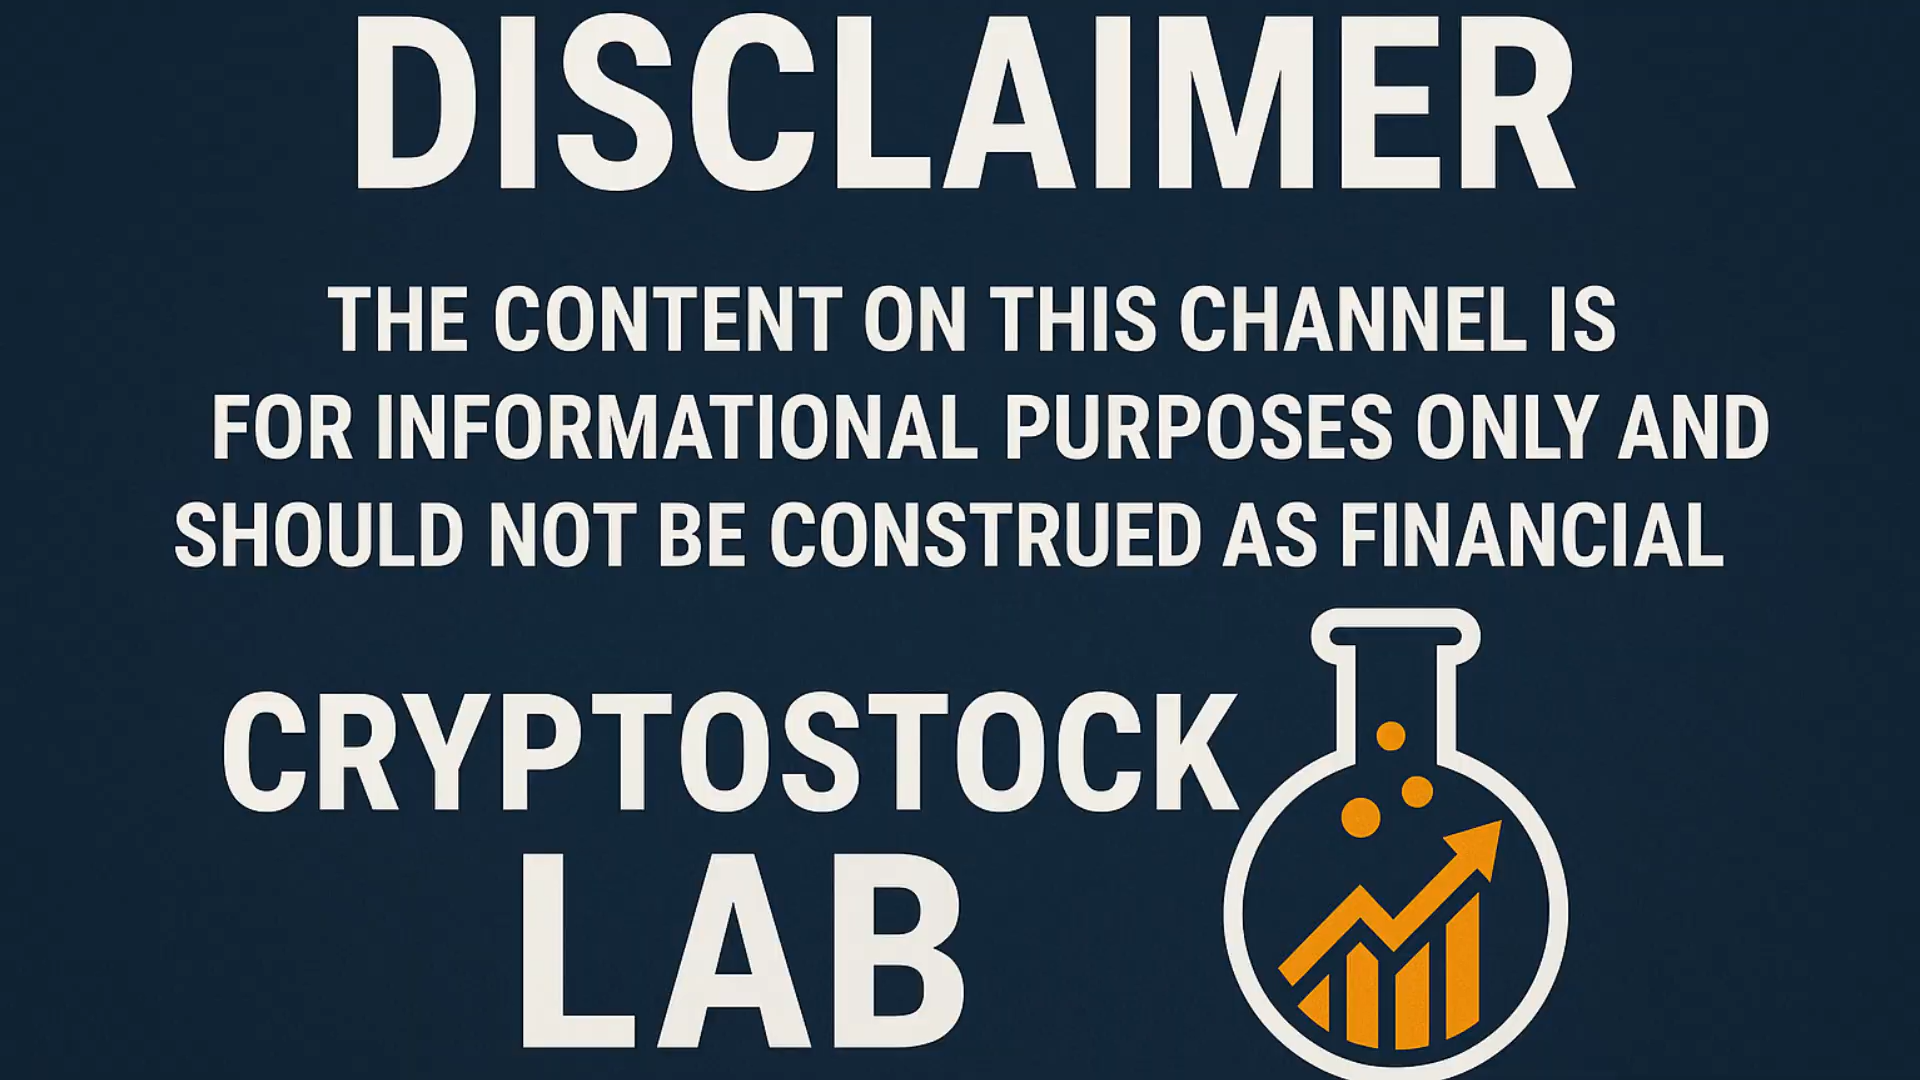 DISCLAIMER
THE CONTENT ON THIS CHANNEL IS
FOR INFORMATIONAL PURPOSES ONLY AND
SHOULD NOT BE CONSTRUED AS FINANCIAL
CRYPTOSTOCK
LAB